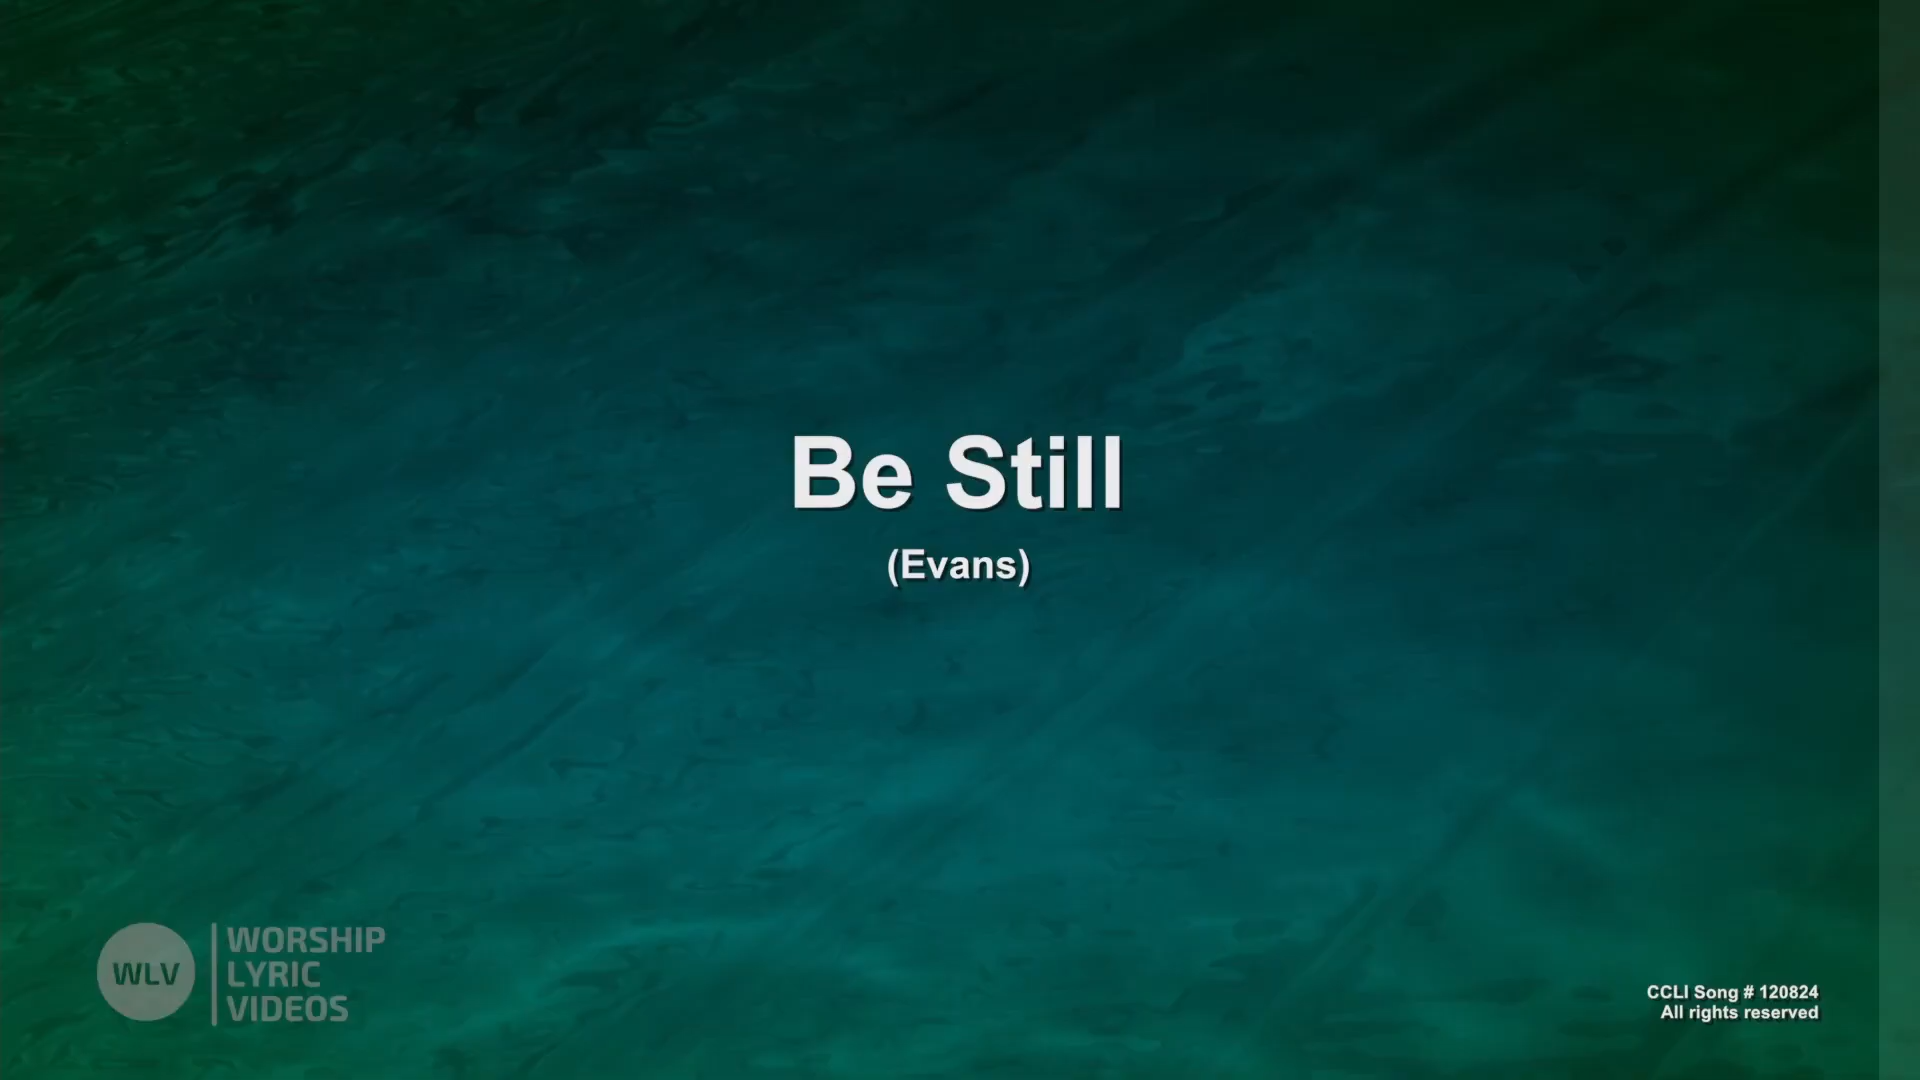 Be Still
(Evans)
WLV
WORSHIP
LYRIC
VIDEOS
CCLI Song # 120824
All rights reserved